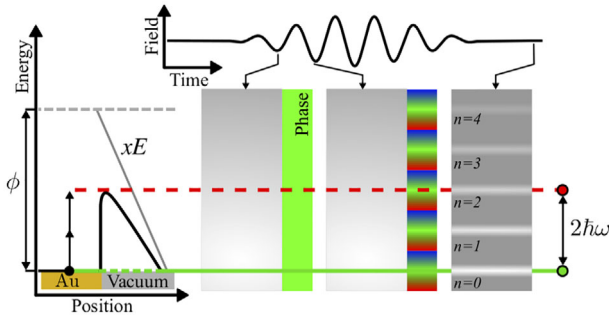 Energy
Field
Time
Phase
xE
ϕ
n=4
n=3
n=2
n=1
n=0
2ℏω
Au
Vacuum
Position